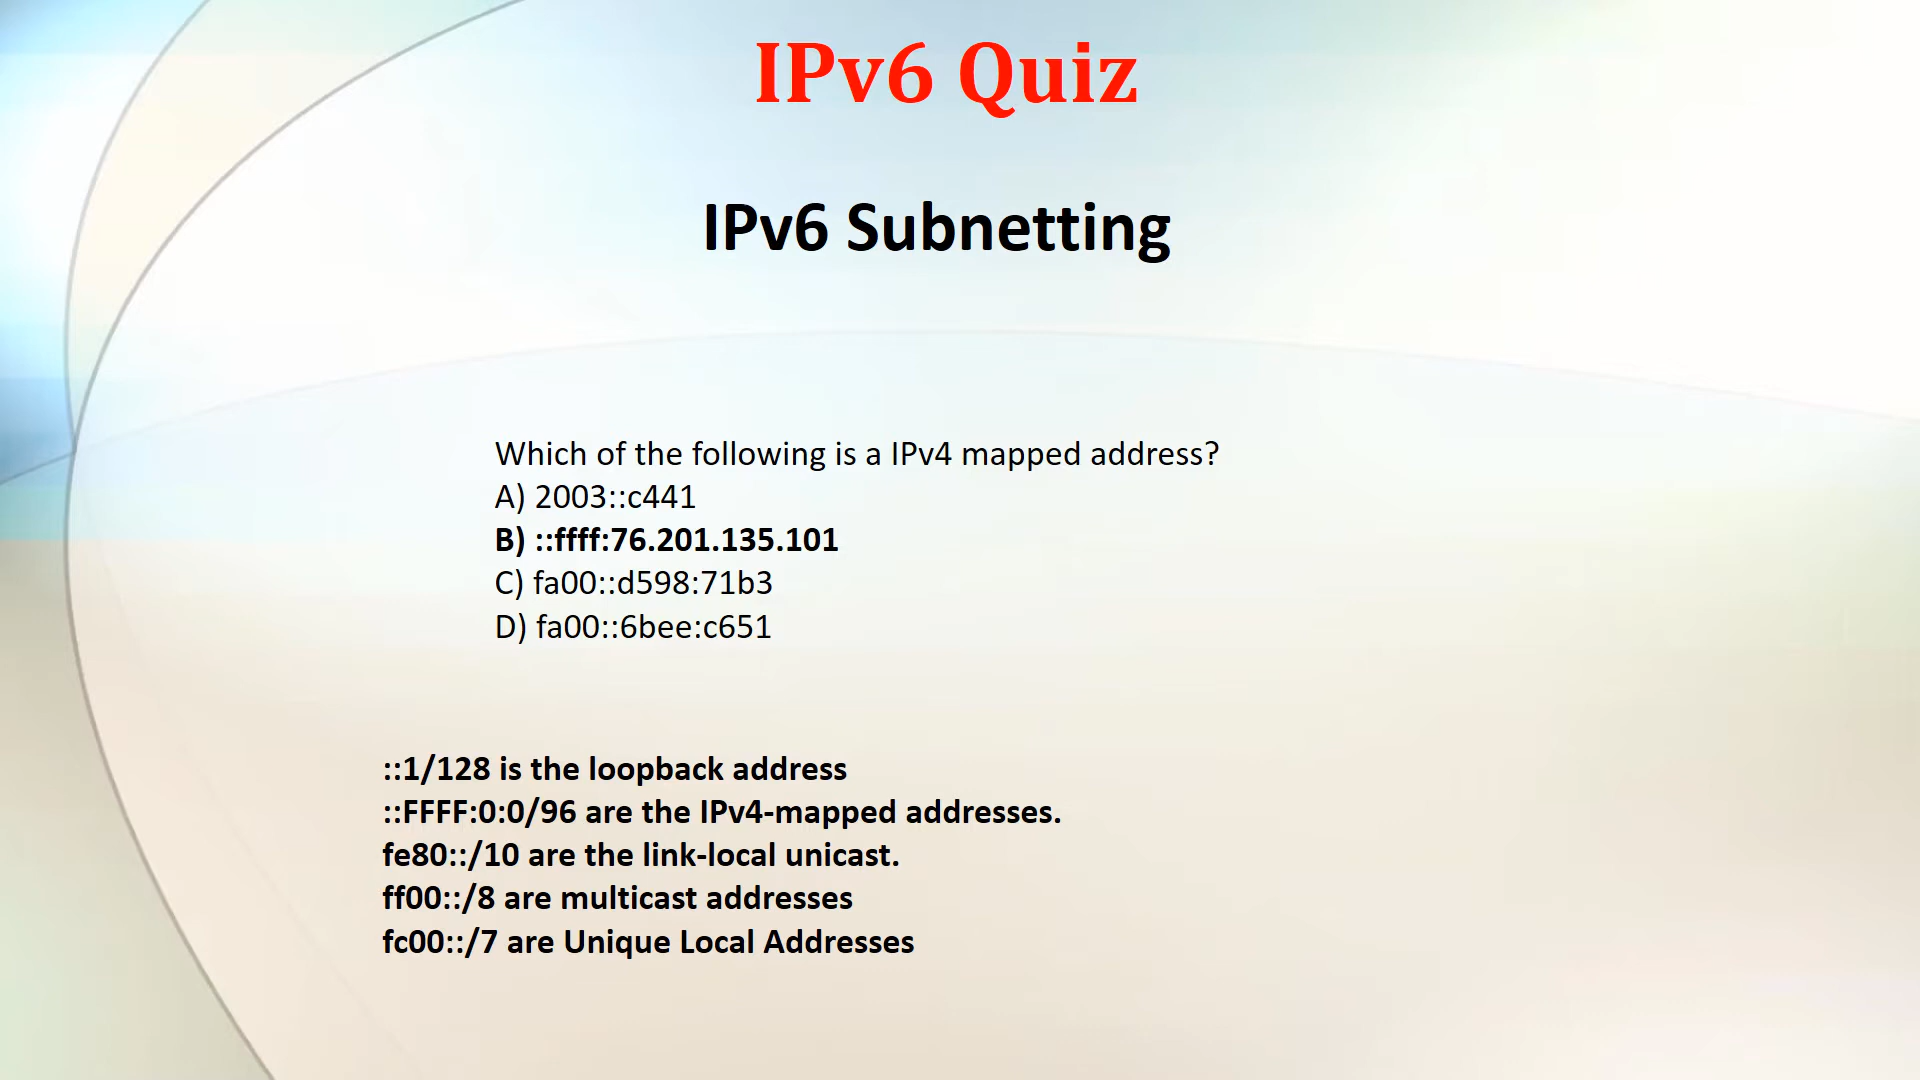 IPv6 Quiz
IPv6 Subnetting
Which of the following is a IPv4 mapped address?
A) 2003::c441
B) ::ffff:76.201.135.101
C) fa00::d598:71b3
D) fa00::6bee:c651
::1/128 is the loopback address
::FFFF:0:0/96 are the IPv4-mapped addresses.
fe80::/10 are the link-local unicast.
ff00::/8 are multicast addresses
fc00::/7 are Unique Local Addresses